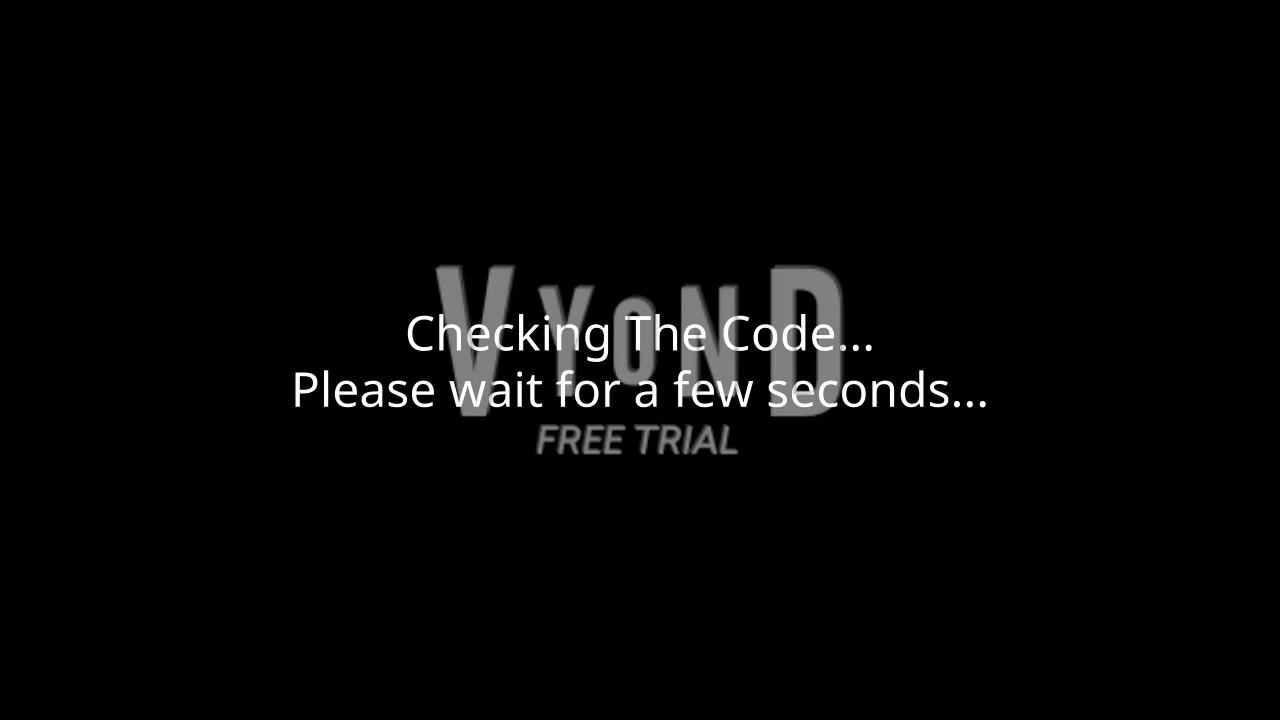 Checking The Code...
Please wait for a few seconds...
VYOND
FREE TRIAL